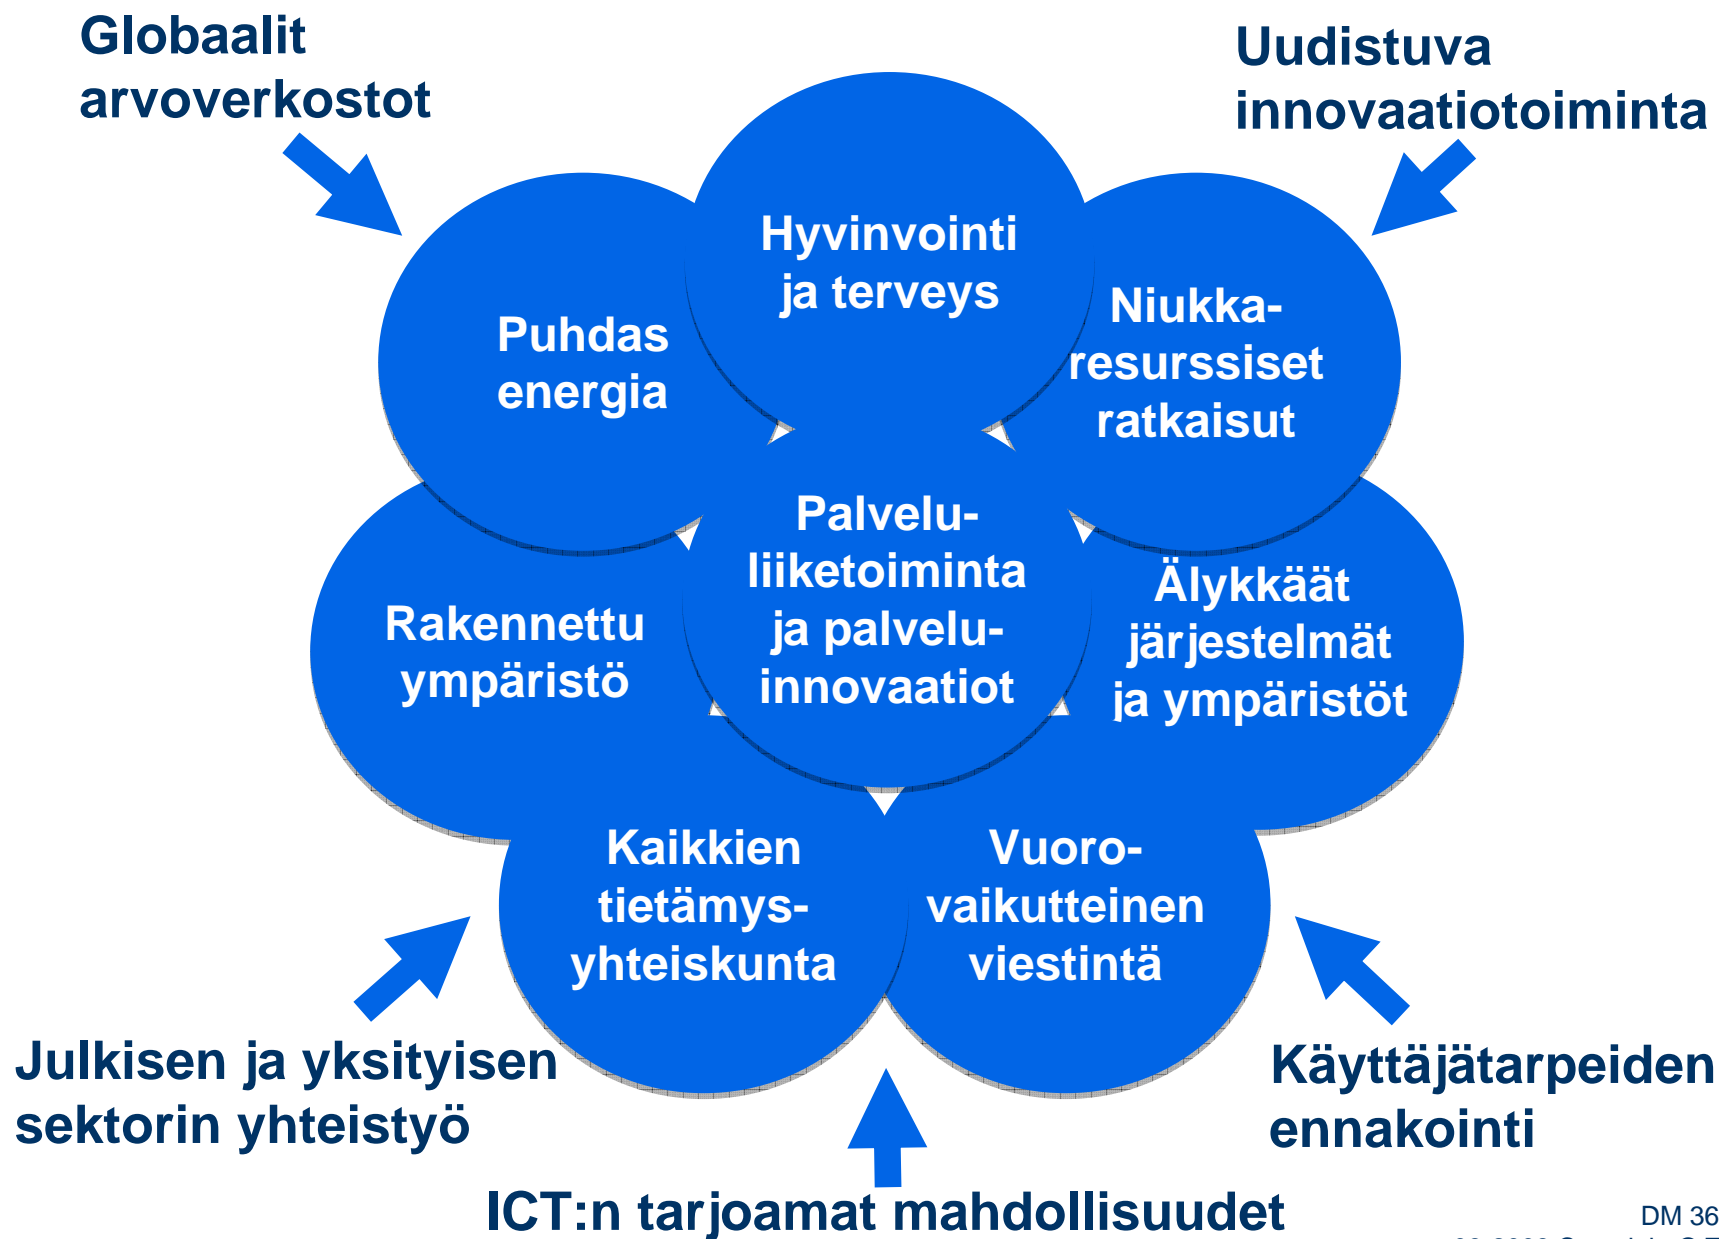 Globaalit
arvoverkostot
Uudistuva
innovaatiotoiminta
Hyvinvointi
ja terveys
Puhdas
energia
Niukka-
resurssiset
ratkaisut
Palvelu-
liiketoiminta
ja palvelu-
innovaatiot
Rakennettu
ympäristö
Älykkäät
järjestelmät
ja ympäristöt
Kaikkien
tietämys-
yhteiskunta
Vuoro-
vaikutteinen
viestintä
Julkisen ja yksityisen
sektorin yhteistyö
Käyttäjätarpeiden
ennakointi
ICT:n tarjoamat mahdollisuudet
DM 36